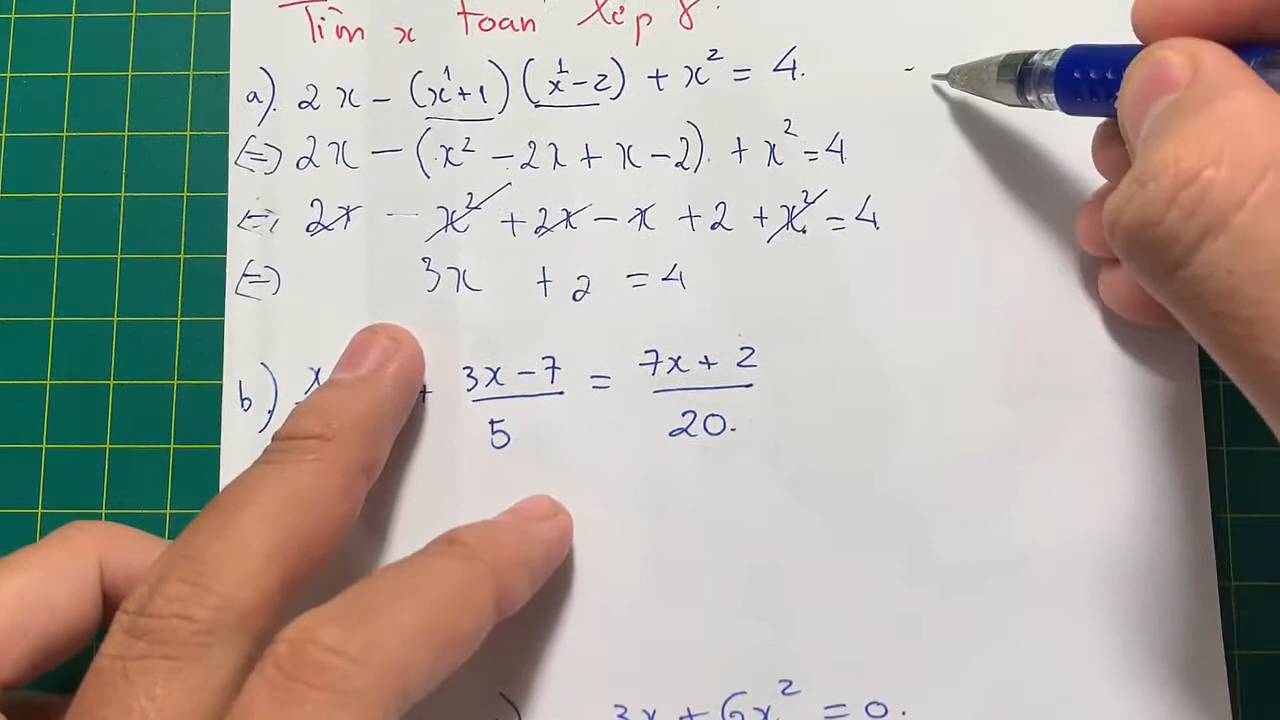 Tìm x toán lớp 8.
a). 2x − (x+1)(x−2) + x² = 4.
⇔ 2x − (x² − 2x + x − 2) + x² = 4
⇔ 2x − x² + 2x − x + 2 + x² = 4
⇔ 3x + 2 = 4
b) x + 3x − 7 / 5 = 7x + 2 / 20.
) 3x + 6x² = 0.